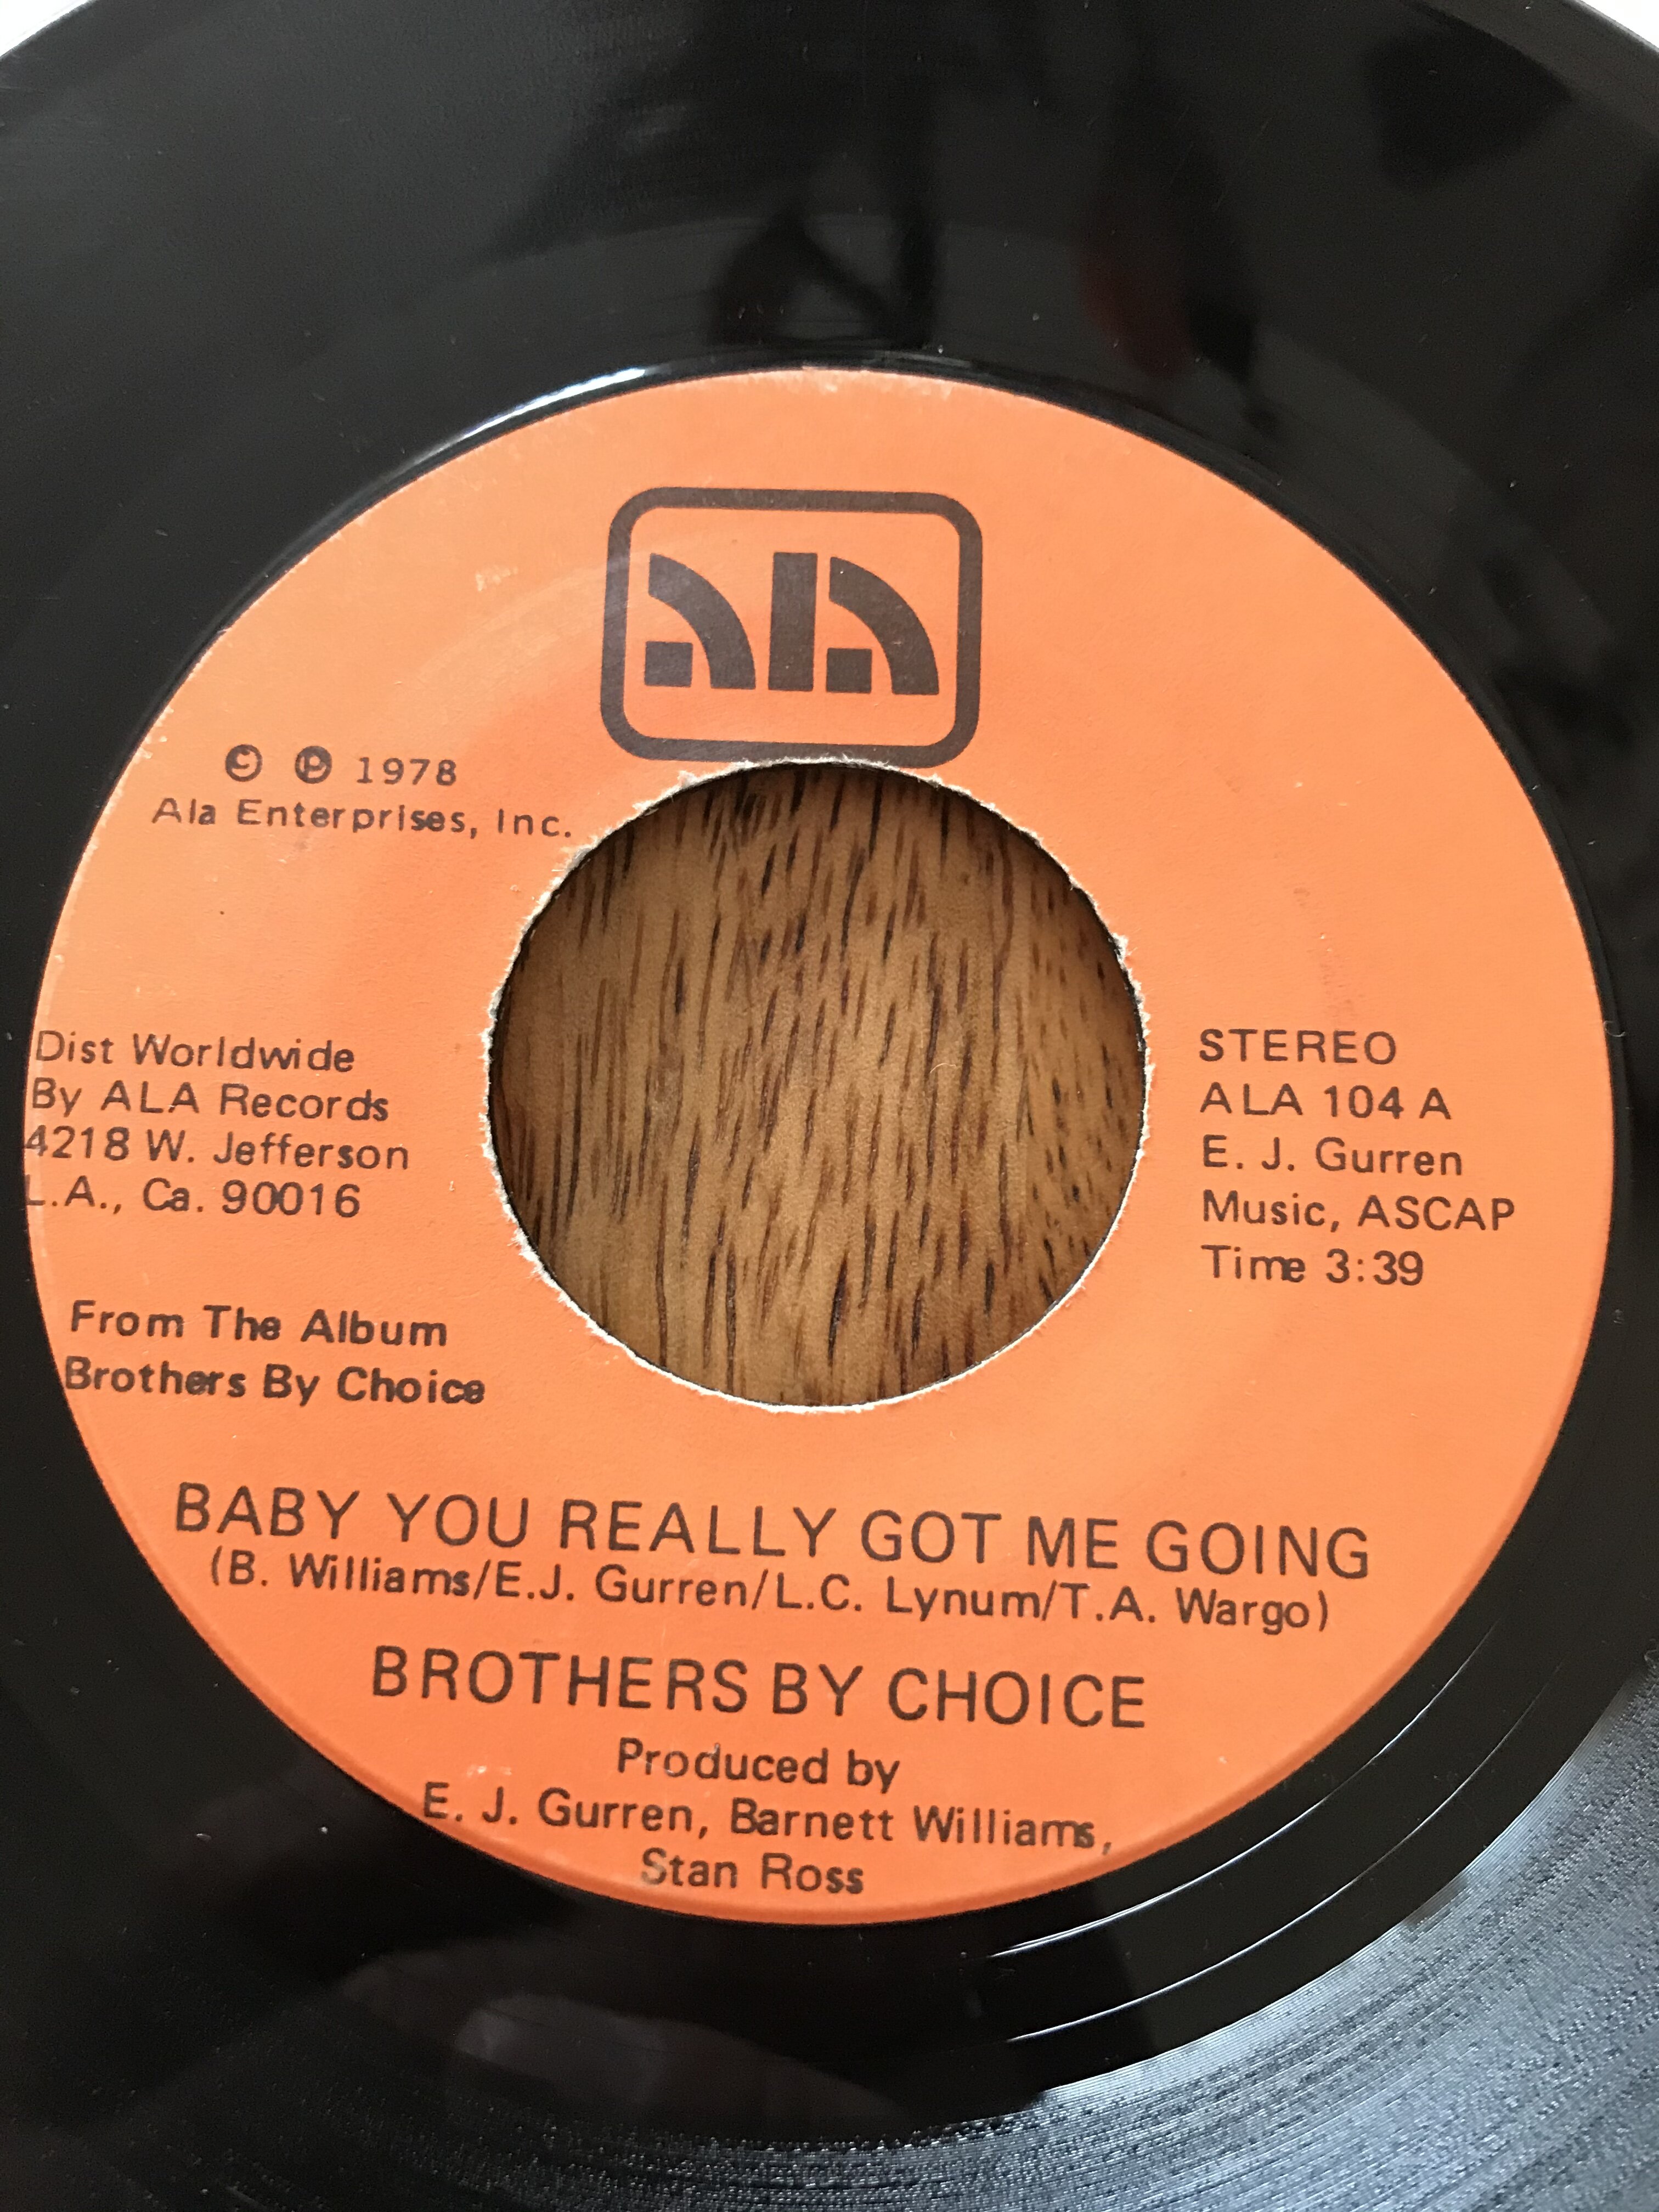 ALA
© ℗ 1978
Ala Enterprises, Inc.
Dist Worldwide
By ALA Records
4218 W. Jefferson
L.A., Ca. 90016
From The Album
Brothers By Choice
STEREO
ALA 104 A
E. J. Gurren
Music, ASCAP
Time 3:39
BABY YOU REALLY GOT ME GOING
(B. Williams/E.J. Gurren/L.C. Lynum/T.A. Wargo)
BROTHERS BY CHOICE
Produced by
E. J. Gurren, Barnett Williams,
Stan Ross